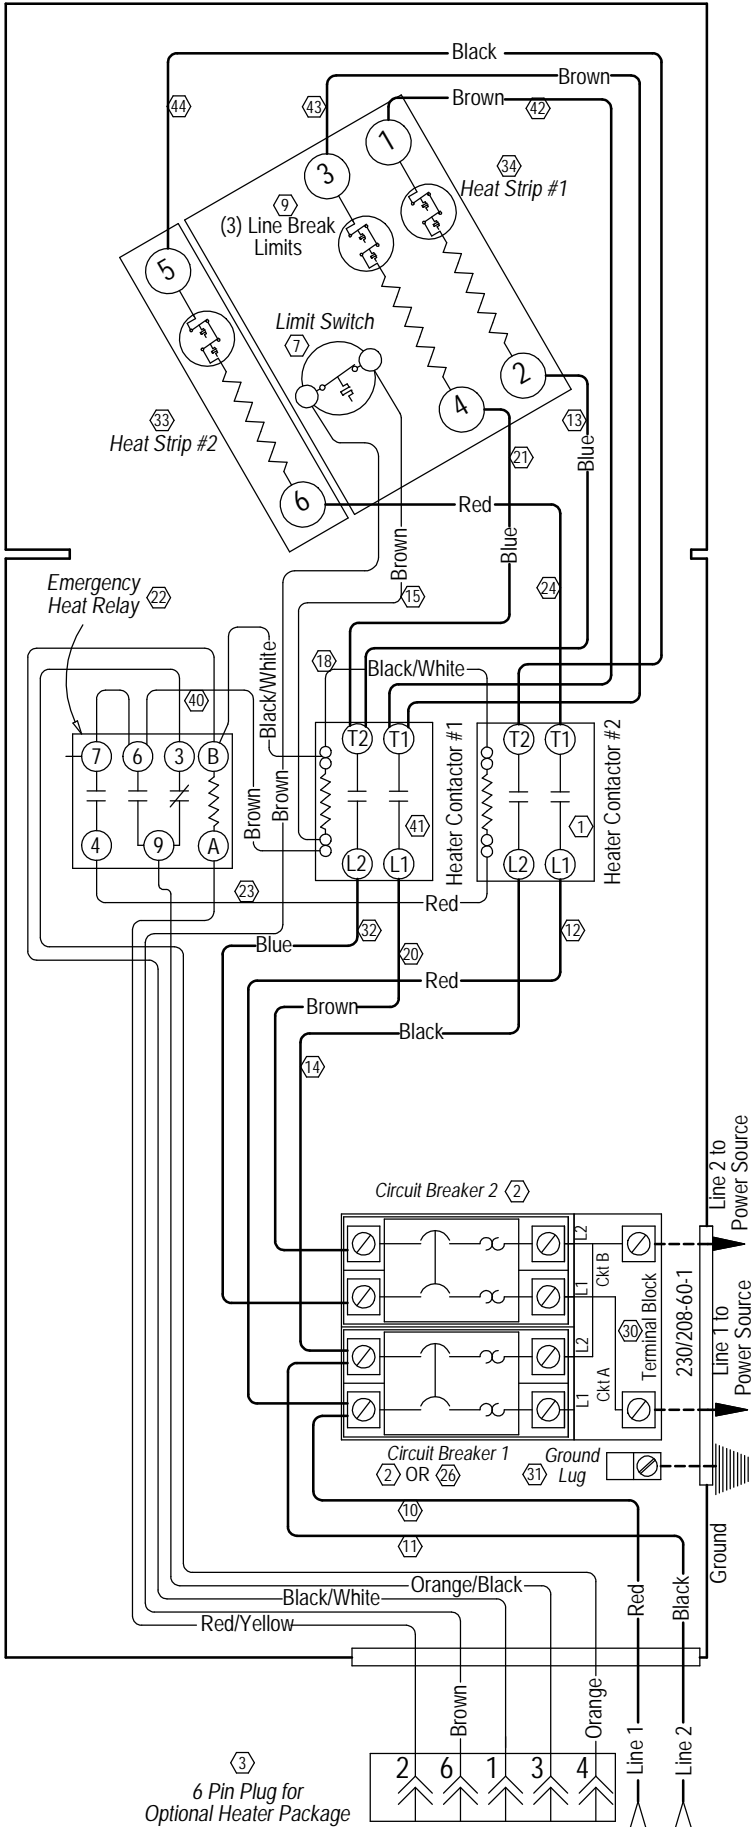 Black
Brown
Brown
44
43
42
1
3
34
Heat Strip #1
9
(3) Line Break
Limits
5
Limit Switch
7
2
4
33
Heat Strip #2
13
Blue
21
6
Red
Blue
Brown
24
15
Emergency
Heat Relay
22
18
Black/White
Black/White
40
Brown
Brown
7
6
3
B
T2
T1
T2
T1
41
1
Heater Contactor #1
Heater Contactor #2
4
9
A
L2
L1
L2
L1
23
Red
32
12
Blue
20
Red
Brown
Black
14
Circuit Breaker 2
2
Line 2 to
Power Source
L2
Ckt B
L1
30
Terminal Block
230/208-60-1
Line 1 to
Power Source
L2
Ckt A
L1
Circuit Breaker 1
2 OR 26
31
Ground
Lug
10
11
Ground
Orange/Black
Black/White
Red/Yellow
Red
Black
Brown
Orange
Line 1
Line 2
3
6 Pin Plug for
Optional Heater Package
2 6 1 3 4